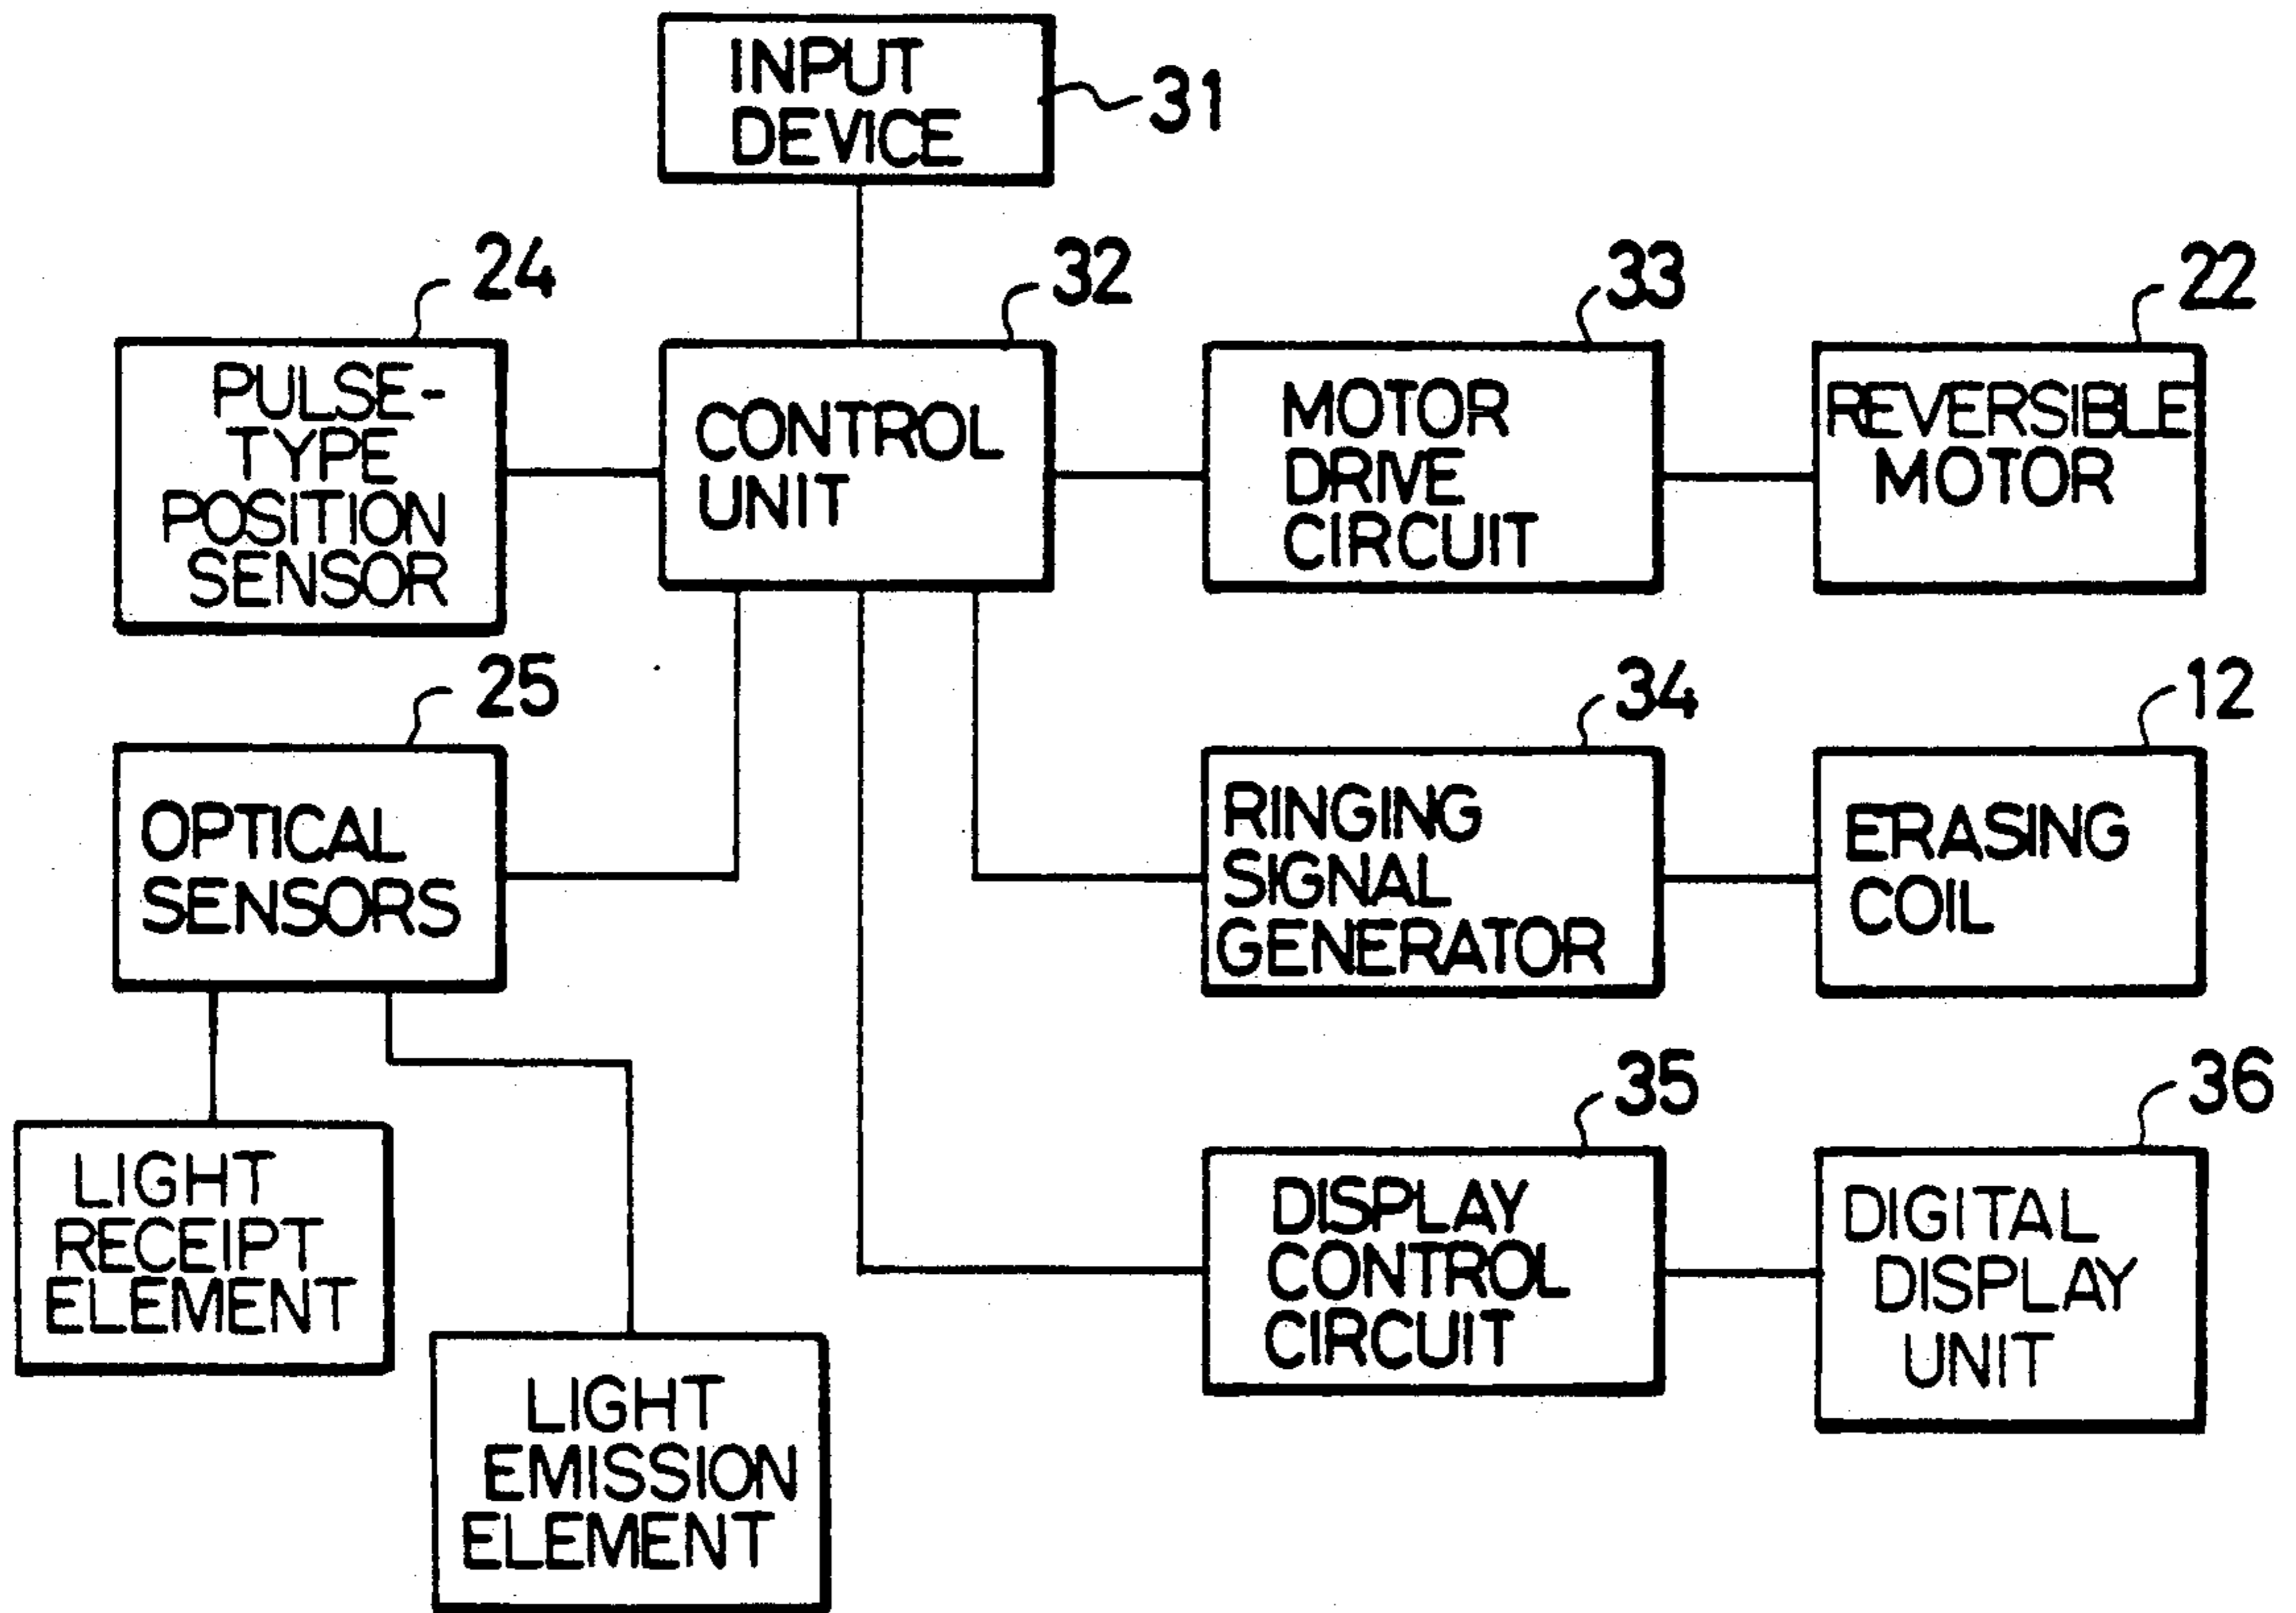 INPUT
DEVICE
31
24
PULSE-
TYPE
POSITION
SENSOR
32
CONTROL
UNIT
33
MOTOR
DRIVE
CIRCUIT
22
REVERSIBLE
MOTOR
25
OPTICAL
SENSORS
34
RINGING
SIGNAL
GENERATOR
12
ERASING
COIL
LIGHT
RECEIPT
ELEMENT
LIGHT
EMISSION
ELEMENT
35
DISPLAY
CONTROL
CIRCUIT
36
DIGITAL
DISPLAY
UNIT